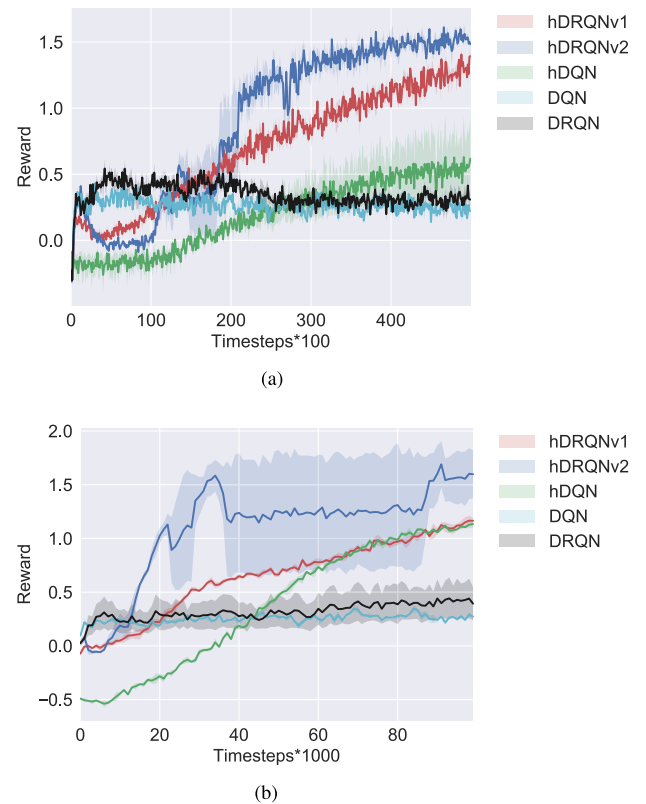 hDRQNv1
hDRQNv2
hDQN
DQN
DRQN
1.5
1.0
0.5
0.0
Reward
0 100 200 300 400
Timesteps*100
(a)
hDRQNv1
hDRQNv2
hDQN
DQN
DRQN
2.0
1.5
1.0
0.5
0.0
−0.5
Reward
0 20 40 60 80
Timesteps*1000
(b)